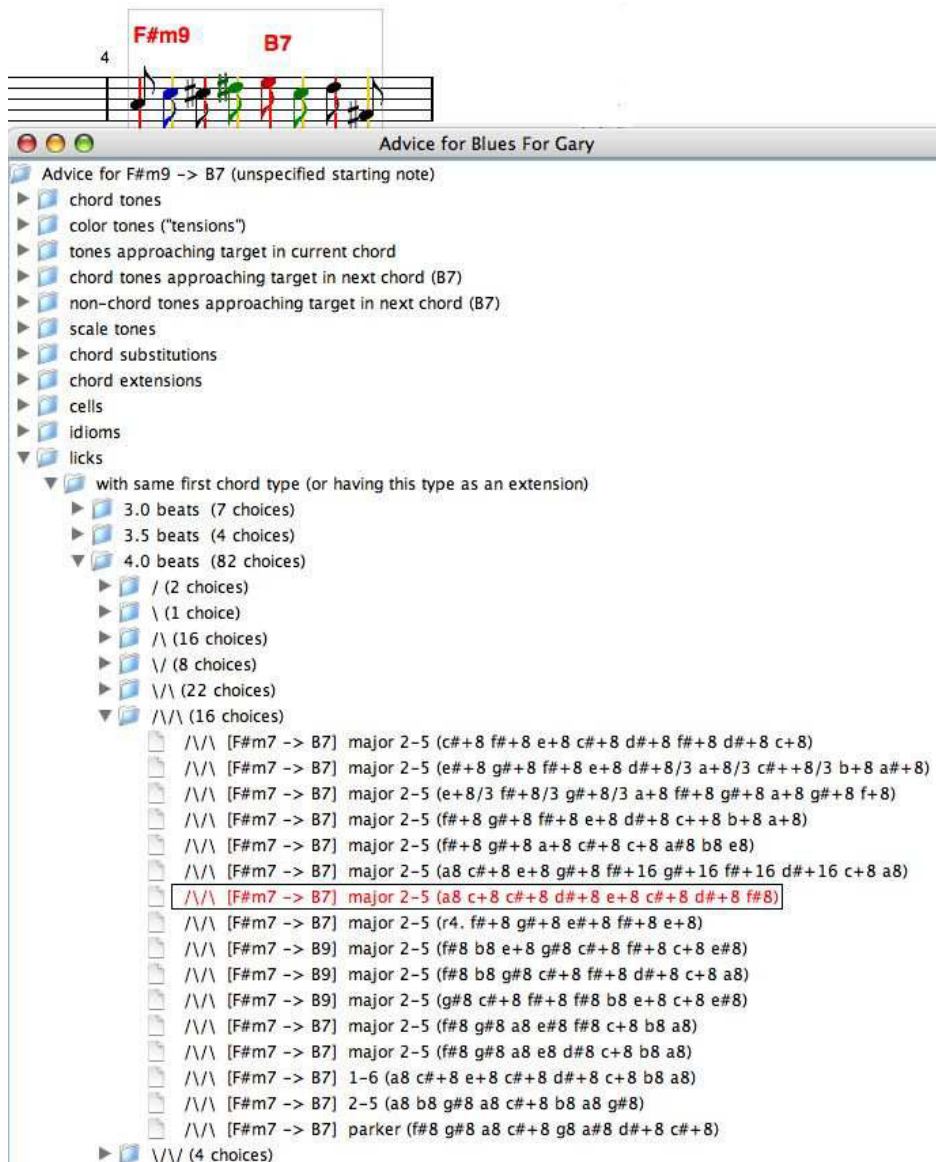 F#m9
B7
4
Advice for Blues For Gary
Advice for F#m9 -> B7 (unspecified starting note)
chord tones
color tones ("tensions")
tones approaching target in current chord
chord tones approaching target in next chord (B7)
non-chord tones approaching target in next chord (B7)
scale tones
chord substitutions
chord extensions
cells
idioms
licks
with same first chord type (or having this type as an extension)
3.0 beats (7 choices)
3.5 beats (4 choices)
4.0 beats (82 choices)
/ (2 choices)
\ (1 choice)
/\ (16 choices)
\/ (8 choices)
\/\ (22 choices)
/\/\ (16 choices)
/\/\ [F#m7 -> B7] major 2-5 (c#+8 f#+8 e+8 c#+8 d#+8 f#+8 d#+8 c+8)
/\/\ [F#m7 -> B7] major 2-5 (e#+8 g#+8 f#+8 e+8 d#+8/3 a+8/3 c#++8/3 b+8 a#+8)
/\/\ [F#m7 -> B7] major 2-5 (e+8/3 f#+8/3 g#+8/3 a+8 f#+8 g#+8 a+8 g#+8 f+8)
/\/\ [F#m7 -> B7] major 2-5 (f#+8 g#+8 f#+8 e+8 d#+8 c++8 b+8 a+8)
/\/\ [F#m7 -> B7] major 2-5 (f#+8 g#+8 a+8 c#+8 c+8 a#8 b8 e8)
/\/\ [F#m7 -> B7] major 2-5 (a8 c#+8 e+8 g#+8 f#+16 g#+16 f#+16 d#+16 c+8 a8)
/\/\ [F#m7 -> B7] major 2-5 (a8 c+8 c#+8 d#+8 e+8 c#+8 d#+8 f#8)
/\/\ [F#m7 -> B7] major 2-5 (r4. f#+8 g#+8 e#+8 f#+8 e+8)
/\/\ [F#m7 -> B9] major 2-5 (f#8 b8 e+8 g#8 c#+8 f#+8 c+8 e#8)
/\/\ [F#m7 -> B9] major 2-5 (f#8 b8 g#8 c#+8 f#+8 d#+8 c+8 a8)
/\/\ [F#m7 -> B9] major 2-5 (g#8 c#+8 f#+8 f#8 b8 e+8 c+8 e#8)
/\/\ [F#m7 -> B7] major 2-5 (f#8 g#8 a8 e#8 f#8 c+8 b8 a8)
/\/\ [F#m7 -> B7] major 2-5 (f#8 g#8 a8 e8 d#8 c+8 b8 a8)
/\/\ [F#m7 -> B7] 1-6 (a8 c#+8 e+8 c#+8 d#+8 c+8 b8 a8)
/\/\ [F#m7 -> B7] 2-5 (a8 b8 g#8 a8 c#+8 b8 a8 g#8)
/\/\ [F#m7 -> B7] parker (f#8 g#8 a8 c#+8 g8 a#8 d#+8 c#+8)
\/\/ (4 choices)